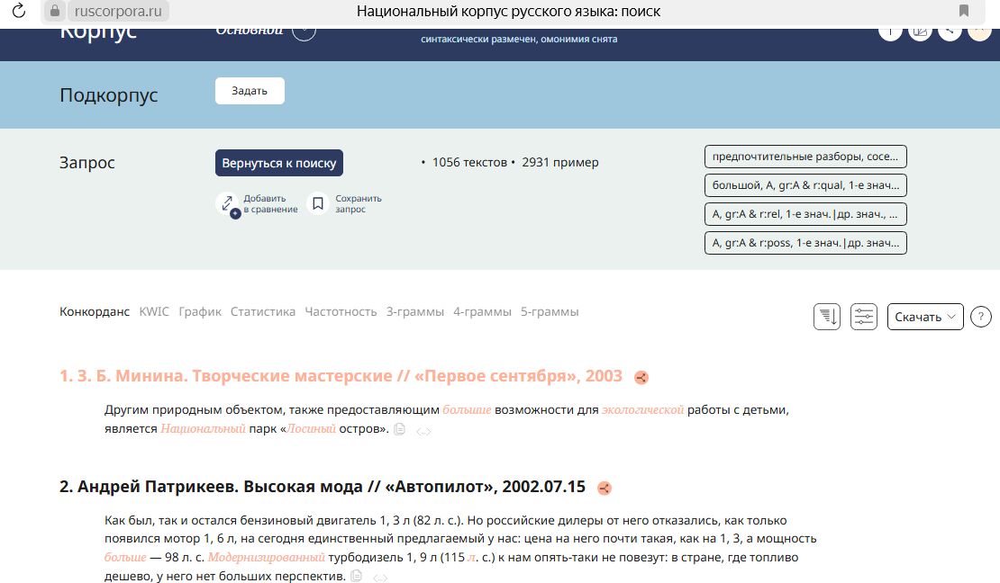 ruscorpora.ru Национальный корпус русского языка: поиск
Корпус Основной
синтаксически размечен, омонимия снята
Подкорпус Задать
Запрос Вернуться к поиску • 1056 текстов • 2931 пример
Добавить в сравнение
Сохранить запрос
предпочтительные разборы, сосе...
большой, A, gr:A & r:qual, 1-е знач...
A, gr:A & r:rel, 1-е знач.|др. знач., ...
A, gr:A & r:poss, 1-е знач.|др. знач...
Конкорданс KWIC График Статистика Частотность 3-граммы 4-граммы 5-граммы
Скачать ?
1. З. Б. Минина. Творческие мастерские // «Первое сентября», 2003
Другим природным объектом, также предоставляющим большие возможности для экологической работы с детьми,
является Национальный парк «Лосиный остров».
2. Андрей Патрикеев. Высокая мода // «Автопилот», 2002.07.15
Как был, так и остался бензиновый двигатель 1, 3 л (82 л. с.). Но российские дилеры от него отказались, как только
появился мотор 1, 6 л, на сегодня единственный предлагаемый у нас: цена на него почти такая, как на 1, 3, а мощность
больше — 98 л. с. Модернизированный турбодизель 1, 9 л (115 л. с.) к нам опять-таки не повезут: в стране, где топливо
дешево, у него нет больших перспектив.